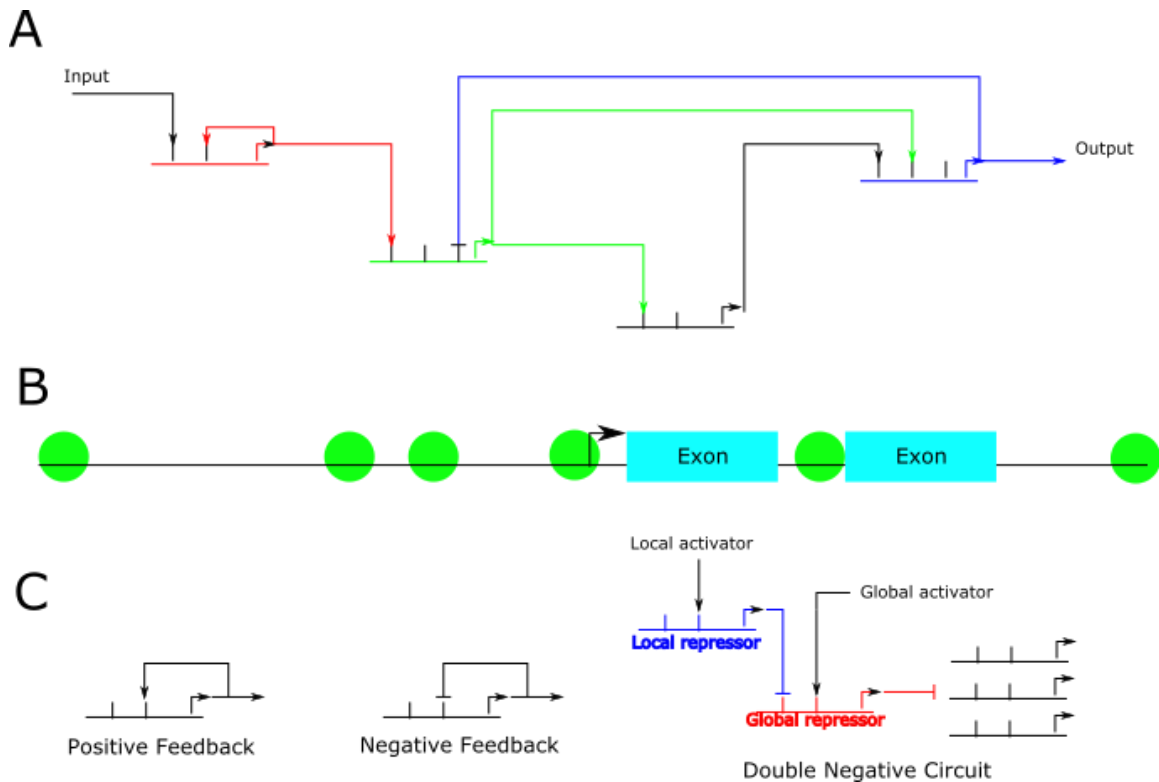 A
Input
Output
B
Exon Exon
C
Local activator
Global activator
Local repressor
Global repressor
Positive Feedback
Negative Feedback
Double Negative Circuit